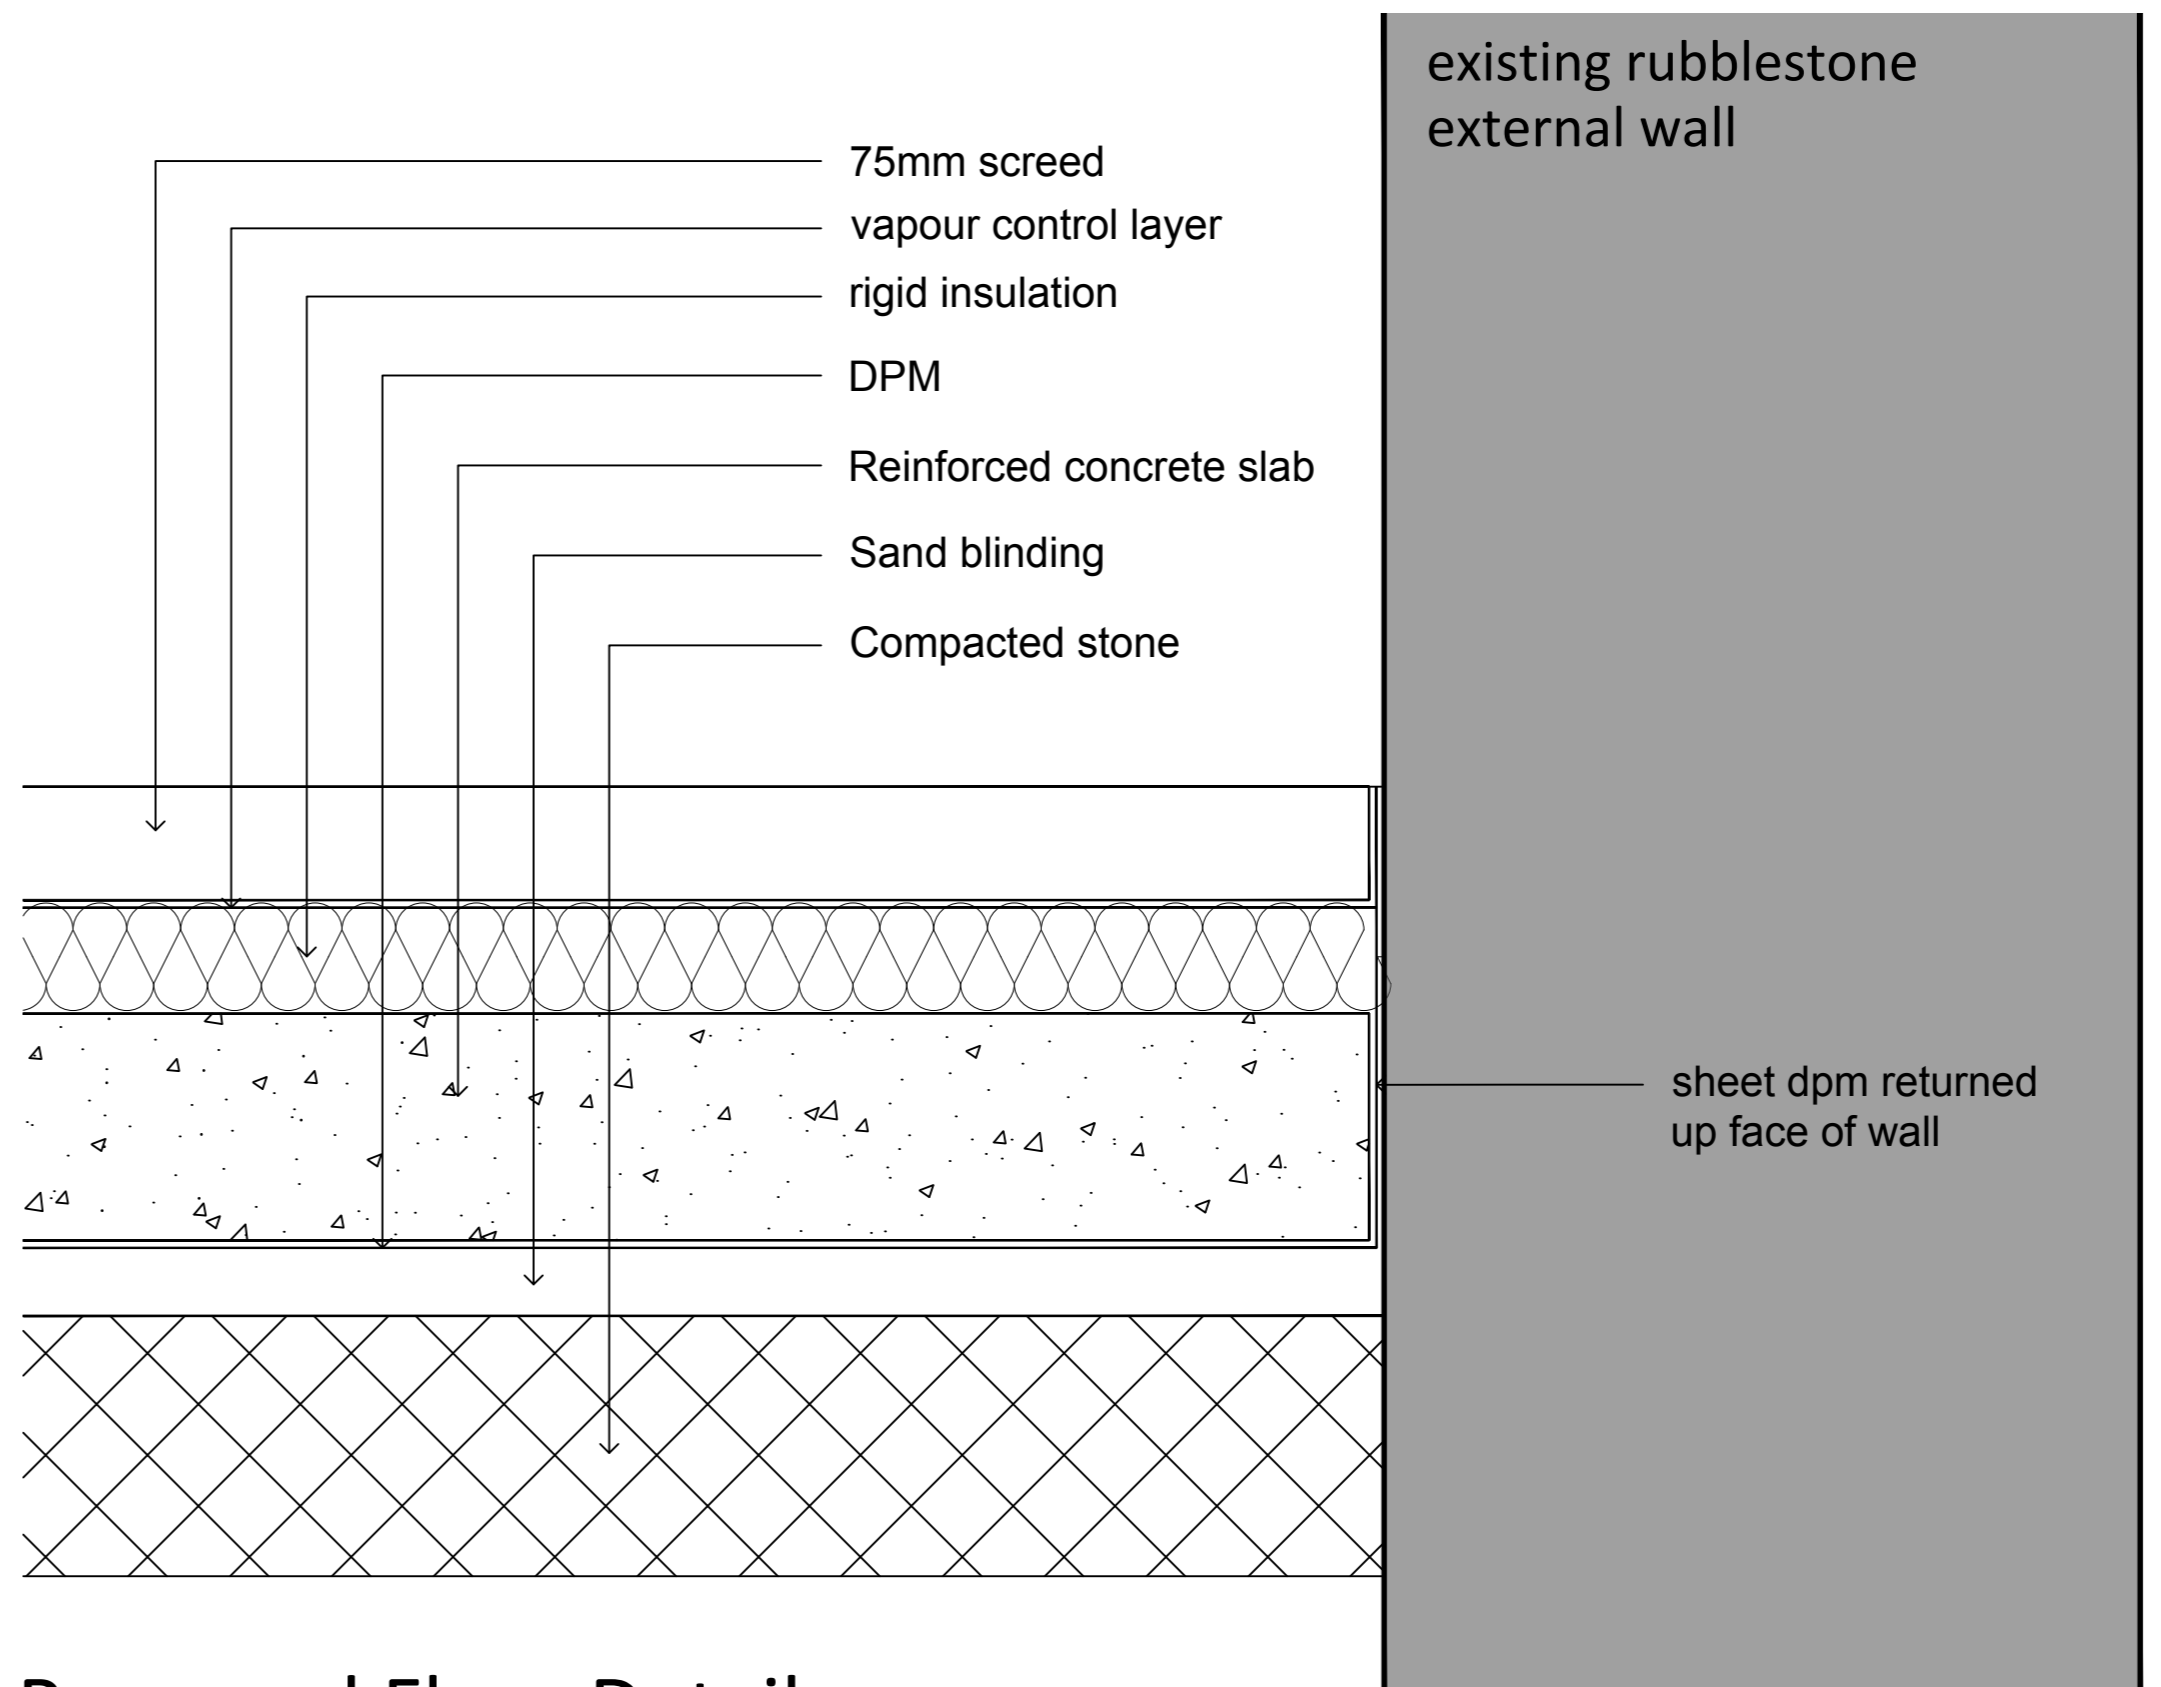 existing rubblestone
external wall
75mm screed
vapour control layer
rigid insulation
DPM
Reinforced concrete slab
Sand blinding
Compacted stone
sheet dpm returned
up face of wall